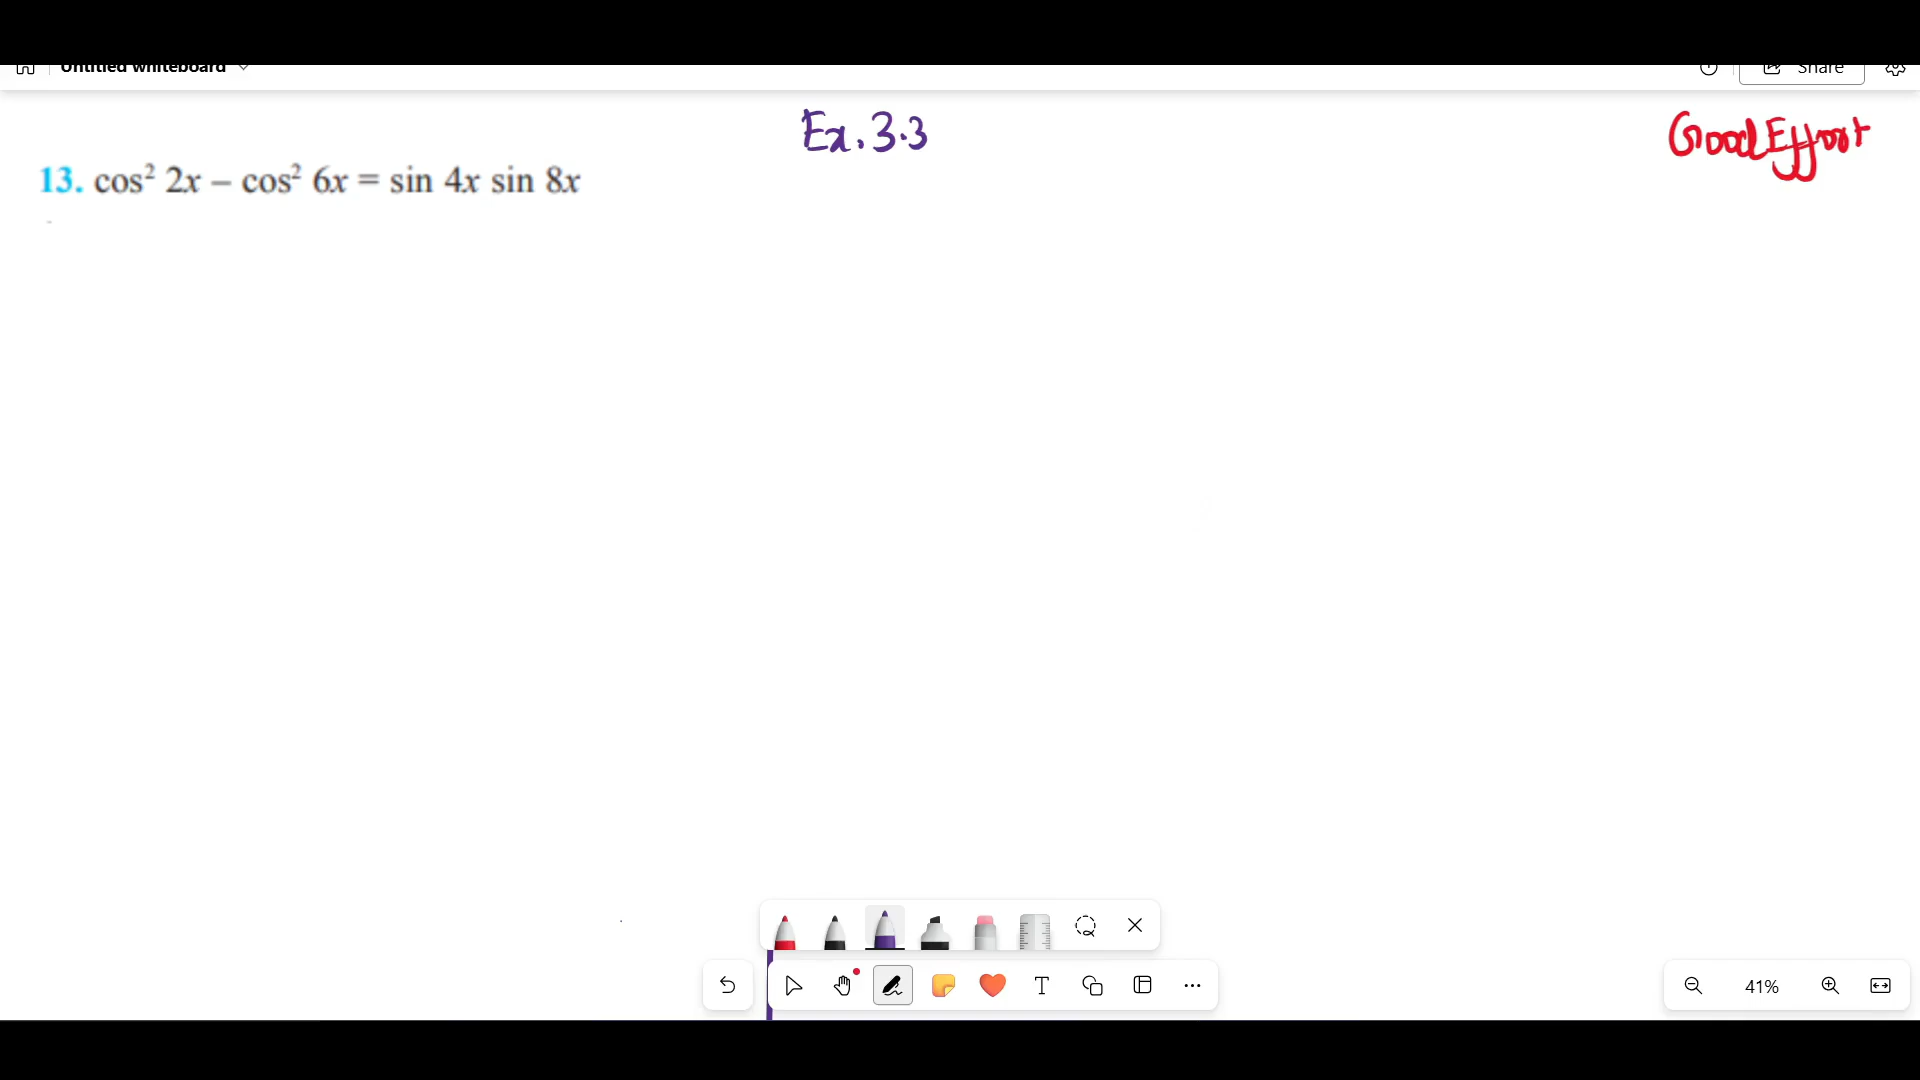 Untitled whiteboard
Share
Ex. 3.3
Good Effort
13. cos² 2x – cos² 6x = sin 4x sin 8x
41%